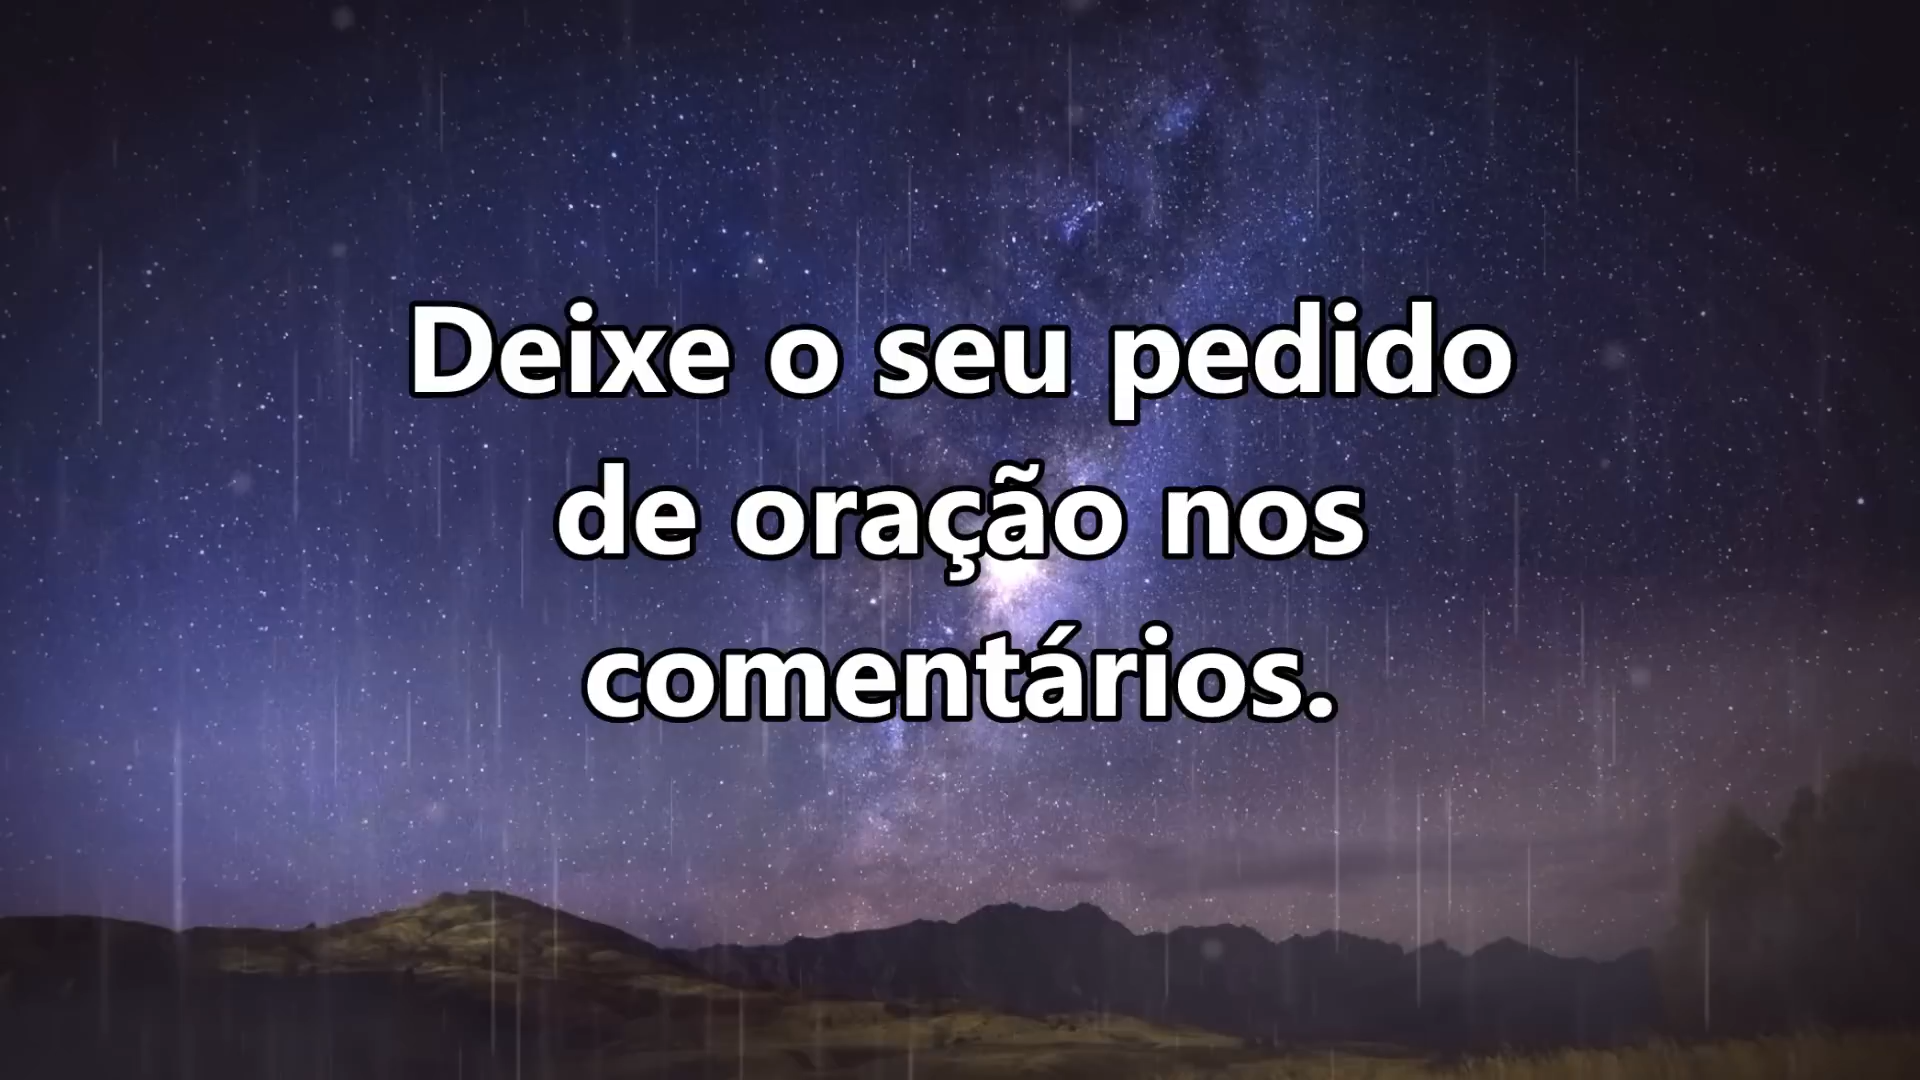 Deixe o seu pedido
de oração nos
comentários.